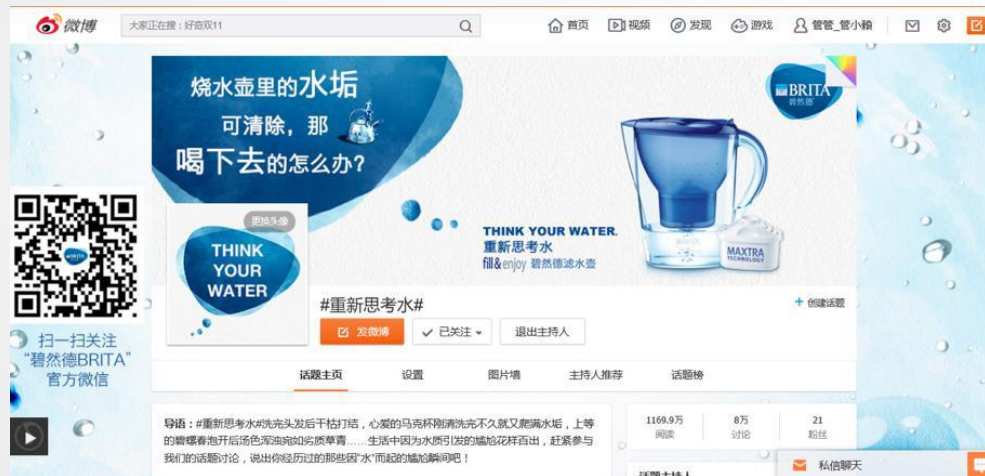 微博
大家正在搜：好奇双11
首页 视频 发现 游戏 管管_管小翰
烧水壶里的水垢
可清除，那
喝下去的怎么办？
BRITA
碧然德
THINK YOUR WATER.
重新思考水
fill&enjoy 碧然德滤水壶
MAXTRA
TECHNOLOGY
更换头像
THINK
YOUR
WATER
BRITA
扫一扫关注
“碧然德BRITA”
官方微信
#重新思考水#
+ 创建话题
发微博 已关注 退出主持人
话题主页 设置 图片墙 主持人推荐 话题榜
导语：#重新思考水#洗完头发后干枯打结，心爱的马克杯刚清洗完不久就又爬满水垢，上等
的碧螺春泡开后汤色浑浊宛如劣质草青……生活中因为水质引发的尴尬花样百出，赶紧参与
我们的话题讨论，说出你经历过的那些因“水”而起的尴尬瞬间吧！
1169.9万 8万 21
阅读 讨论 粉丝
话题主持人
私信聊天